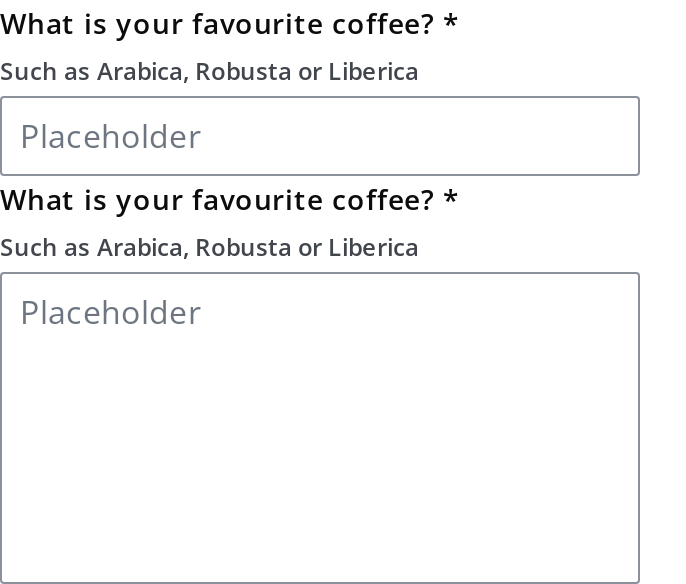 What is your favourite coffee? *
Such as Arabica, Robusta or Liberica
Placeholder
What is your favourite coffee? *
Such as Arabica, Robusta or Liberica
Placeholder